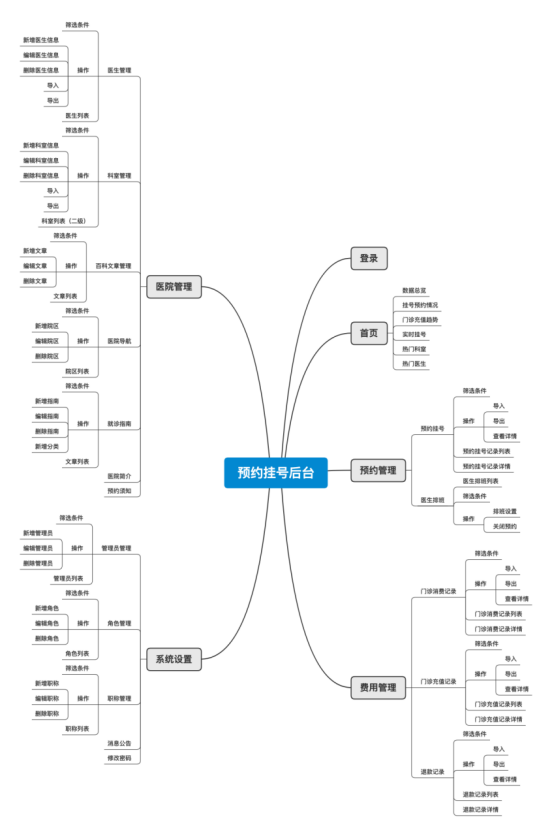 预约挂号后台
登录
首页
数据总览
挂号预约情况
门诊充值趋势
实时挂号
热门科室
热门医生
预约管理
预约挂号
筛选条件
操作
导入
导出
查看详情
预约挂号记录列表
预约挂号记录详情
医生排班
医生排班列表
筛选条件
操作
排班设置
关闭预约
费用管理
门诊消费记录
筛选条件
操作
导入
导出
查看详情
门诊消费记录列表
门诊消费记录详情
门诊充值记录
筛选条件
操作
导入
导出
查看详情
门诊充值记录列表
门诊充值记录详情
退款记录
筛选条件
操作
导入
导出
查看详情
退款记录列表
退款记录详情
医院管理
医生管理
筛选条件
操作
新增医生信息
编辑医生信息
删除医生信息
导入
导出
医生列表
科室管理
筛选条件
操作
新增科室信息
编辑科室信息
删除科室信息
导入
导出
科室列表（二级）
百科文章管理
筛选条件
操作
新增文章
编辑文章
删除文章
文章列表
医院导航
筛选条件
操作
新增院区
编辑院区
删除院区
院区列表
就诊指南
筛选条件
操作
新增指南
编辑指南
删除指南
新增分类
文章列表
医院简介
预约须知
系统设置
管理员管理
筛选条件
操作
新增管理员
编辑管理员
删除管理员
管理员列表
角色管理
筛选条件
操作
新增角色
编辑角色
删除角色
角色列表
职称管理
筛选条件
操作
新增职称
编辑职称
删除职称
职称列表
消息公告
修改密码